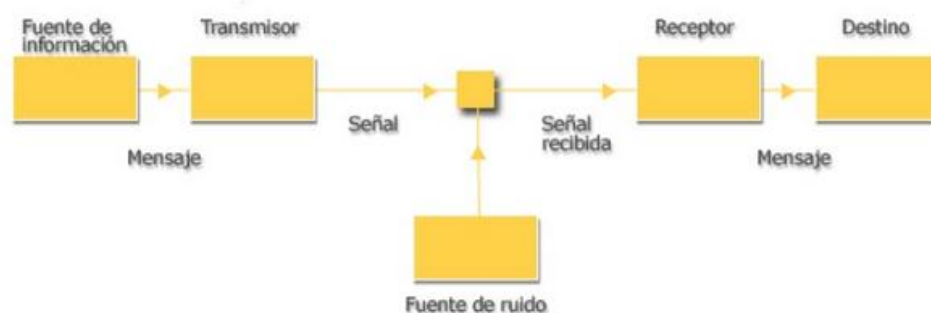 Fuente de
información
Transmisor
Receptor
Destino
Señal
Señal
recibida
Mensaje
Mensaje
Fuente de ruido